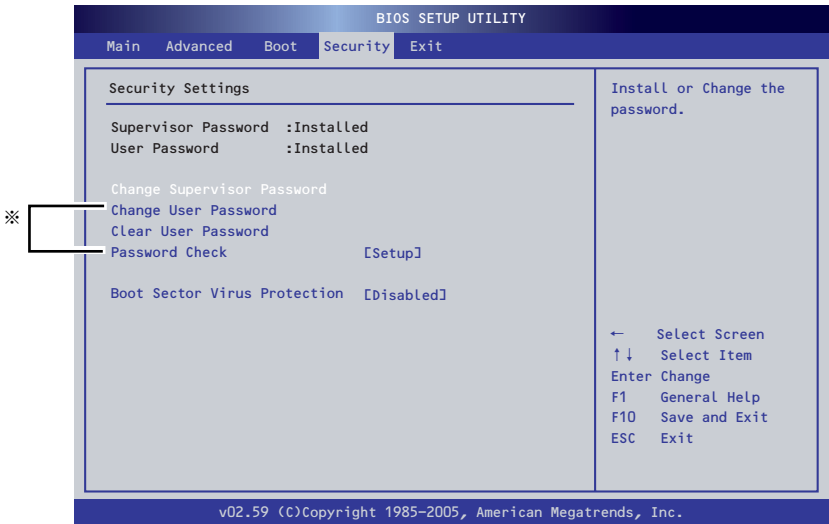 BIOS SETUP UTILITY
Main Advanced Boot Security Exit
Security Settings
Supervisor Password :Installed
User Password :Installed
Change Supervisor Password
※
Change User Password
Clear User Password
Password Check [Setup]
Boot Sector Virus Protection [Disabled]
Install or Change the
password.
← Select Screen
↑↓ Select Item
Enter Change
F1 General Help
F10 Save and Exit
ESC Exit
v02.59 (C)Copyright 1985-2005, American Megatrends, Inc.